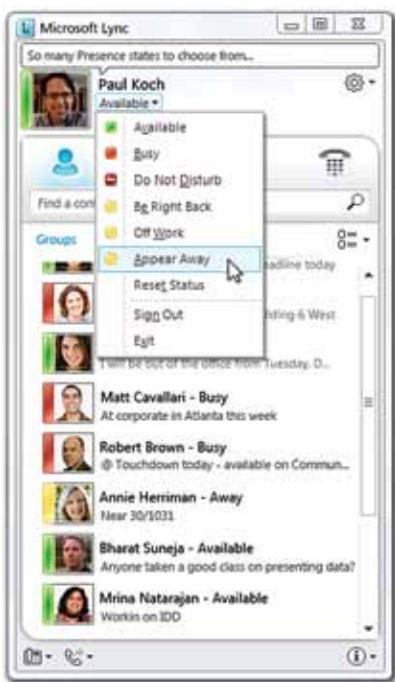 Microsoft Lync
So many Presence states to choose from...
Paul Koch
Available
Available
Busy
Do Not Disturb
Be Right Back
Off Work
Appear Away
Reset Status
Sign Out
Exit
Find a con
Groups
adline today
& West
I will be out of the office from Tuesday, D...
Matt Cavallari - Busy
At corporate in Atlanta this week
Robert Brown - Busy
@ Touchdown today - available on Commun...
Annie Herriman - Away
Near 30/1031
Bharat Suneja - Available
Anyone taken a good class on presenting data?
Mrina Natarajan - Available
Workin on IDD